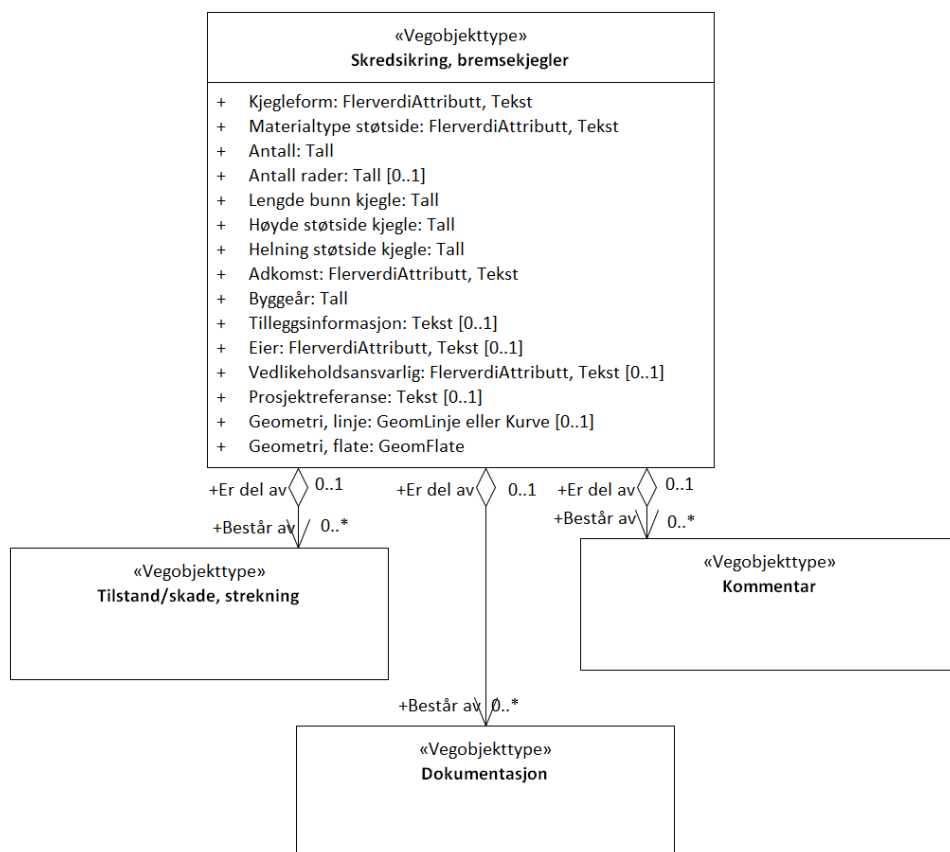 «Vegobjekttype»
Skredsikring, bremsekjegler
+ Kjegleform: FlerverdiAttributt, Tekst
+ Materialtype støtside: FlerverdiAttributt, Tekst
+ Antall: Tall
+ Antall rader: Tall [0..1]
+ Lengde bunn kjegle: Tall
+ Høyde støtside kjegle: Tall
+ Helning støtside kjegle: Tall
+ Adkomst: FlerverdiAttributt, Tekst
+ Byggeår: Tall
+ Tilleggsinformasjon: Tekst [0..1]
+ Eier: FlerverdiAttributt, Tekst [0..1]
+ Vedlikeholdsansvarlig: FlerverdiAttributt, Tekst [0..1]
+ Prosjektreferanse: Tekst [0..1]
+ Geometri, linje: GeomLinje eller Kurve [0..1]
+ Geometri, flate: GeomFlate
+Er del av 0..1 +Er del av 0..1 +Er del av 0..1
+Består av 0..* +Består av 0..*
«Vegobjekttype»
Tilstand/skade, strekning
«Vegobjekttype»
Kommentar
+Består av 0..*
«Vegobjekttype»
Dokumentasjon